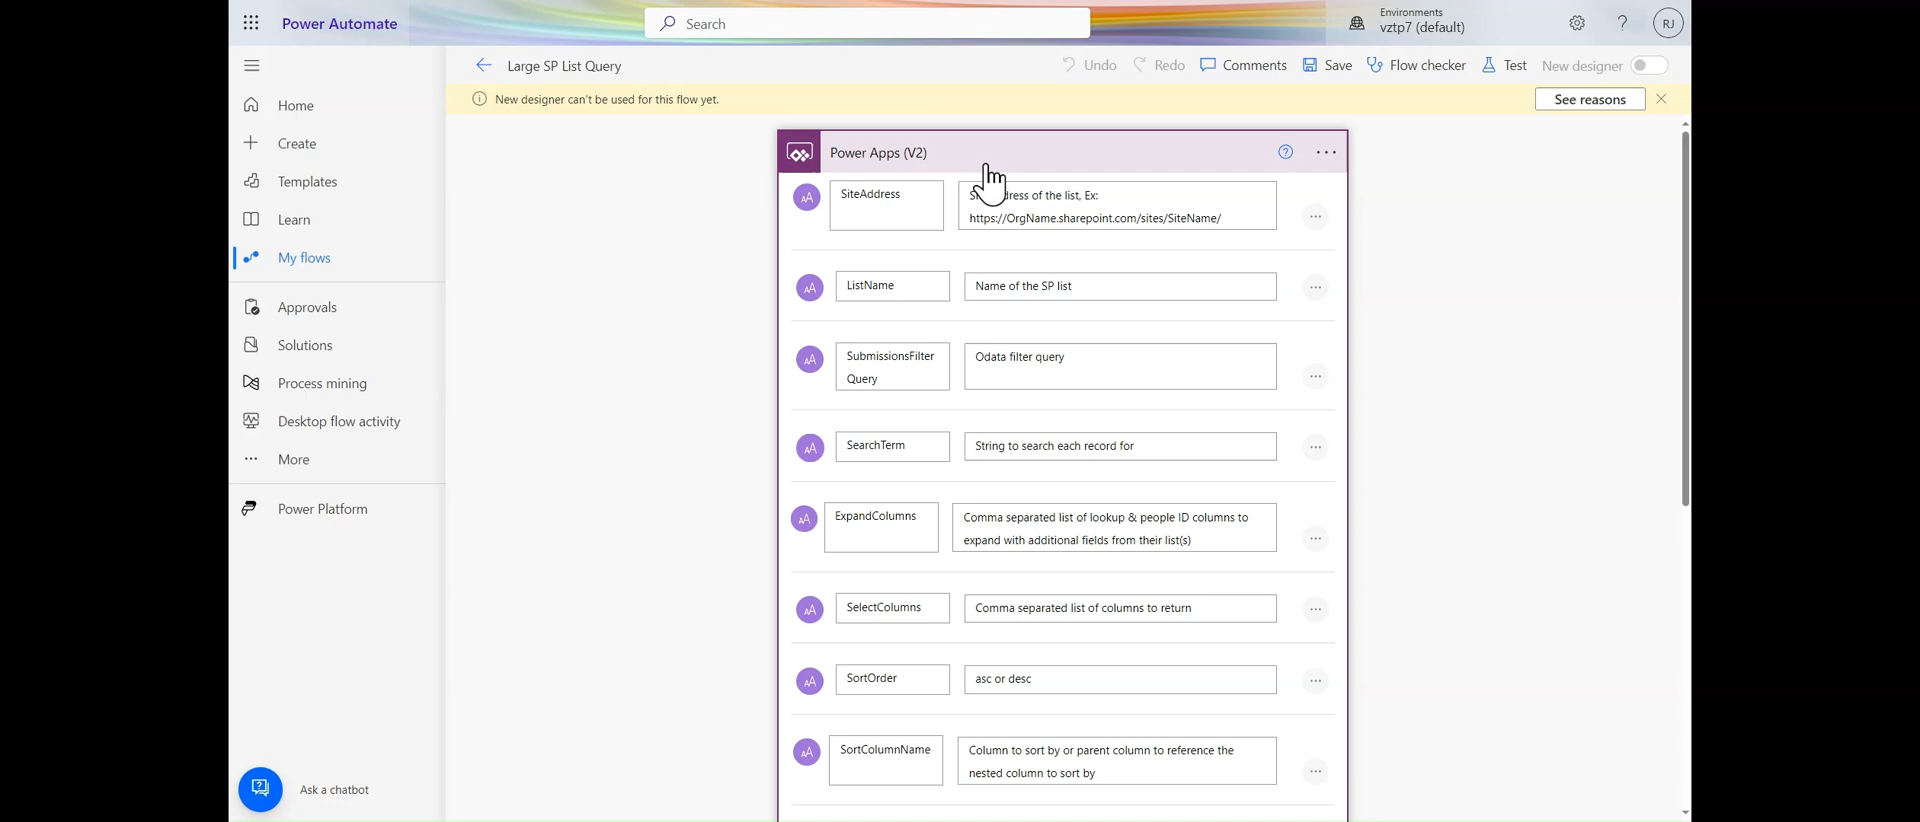 Power Automate
Search
Environments
vztp7 (default)
?
RJ
Large SP List Query
Undo
Redo
Comments
Save
Flow checker
Test
New designer
New designer can't be used for this flow yet.
See reasons
Home
Create
Templates
Learn
My flows
Approvals
Solutions
Process mining
Desktop flow activity
More
Power Platform
Ask a chatbot
Power Apps (V2)
SiteAddress
of the list, Ex:
https://OrgName.sharepoint.com/sites/SiteName/
ListName
Name of the SP list
SubmissionsFilter
Query
Odata filter query
SearchTerm
String to search each record for
ExpandColumns
Comma separated list of lookup & people ID columns to
expand with additional fields from their list(s)
SelectColumns
Comma separated list of columns to return
SortOrder
asc or desc
SortColumnName
Column to sort by or parent column to reference the
nested column to sort by